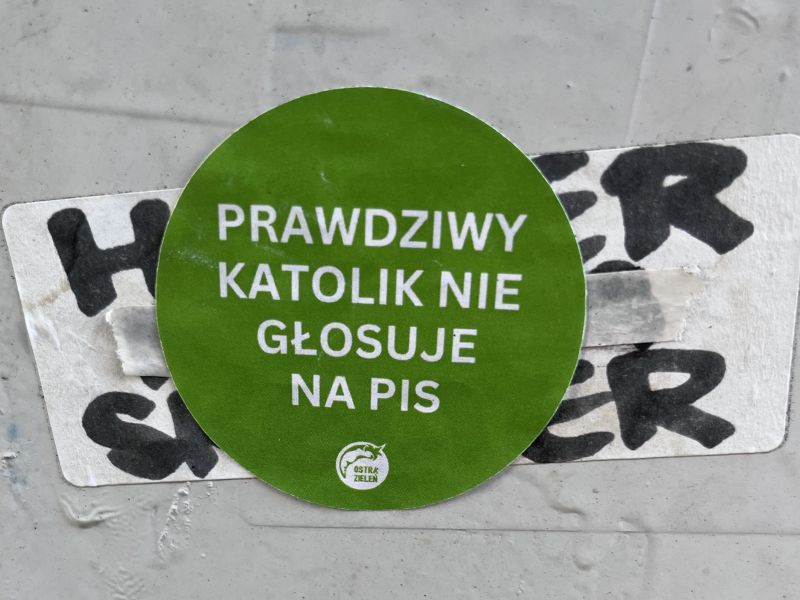 PRAWDZIWY
KATOLIK NIE
GŁOSUJE
NA PIS
OSTRA
ZIELEŃ